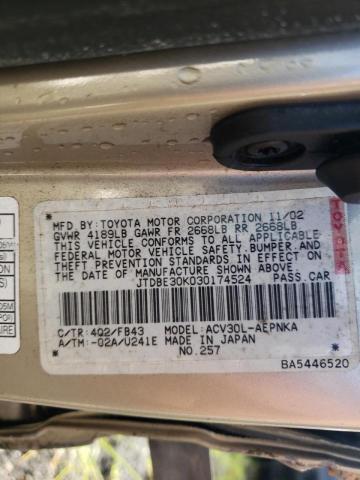 MFD.BY:TOYOTA MOTOR CORPORATION 11/02
GVWR 4189LB GAWR FR 2668LB RR 2668LB
THIS VEHICLE CONFORMS TO ALL APPLICABLE
FEDERAL MOTOR VEHICLE SAFETY,BUMPER,AND
THEFT PREVENTION STANDARDS IN EFFECT ON
THE DATE OF MANUFACTURE SHOWN ABOVE.
JTDBE30K030174524 PASS.CAR
C/TR:4Q2/FB43 MODEL:ACV30L-AEPNKA
A/TM:-02A/U241E MADE IN JAPAN
NO.257
BA5446520